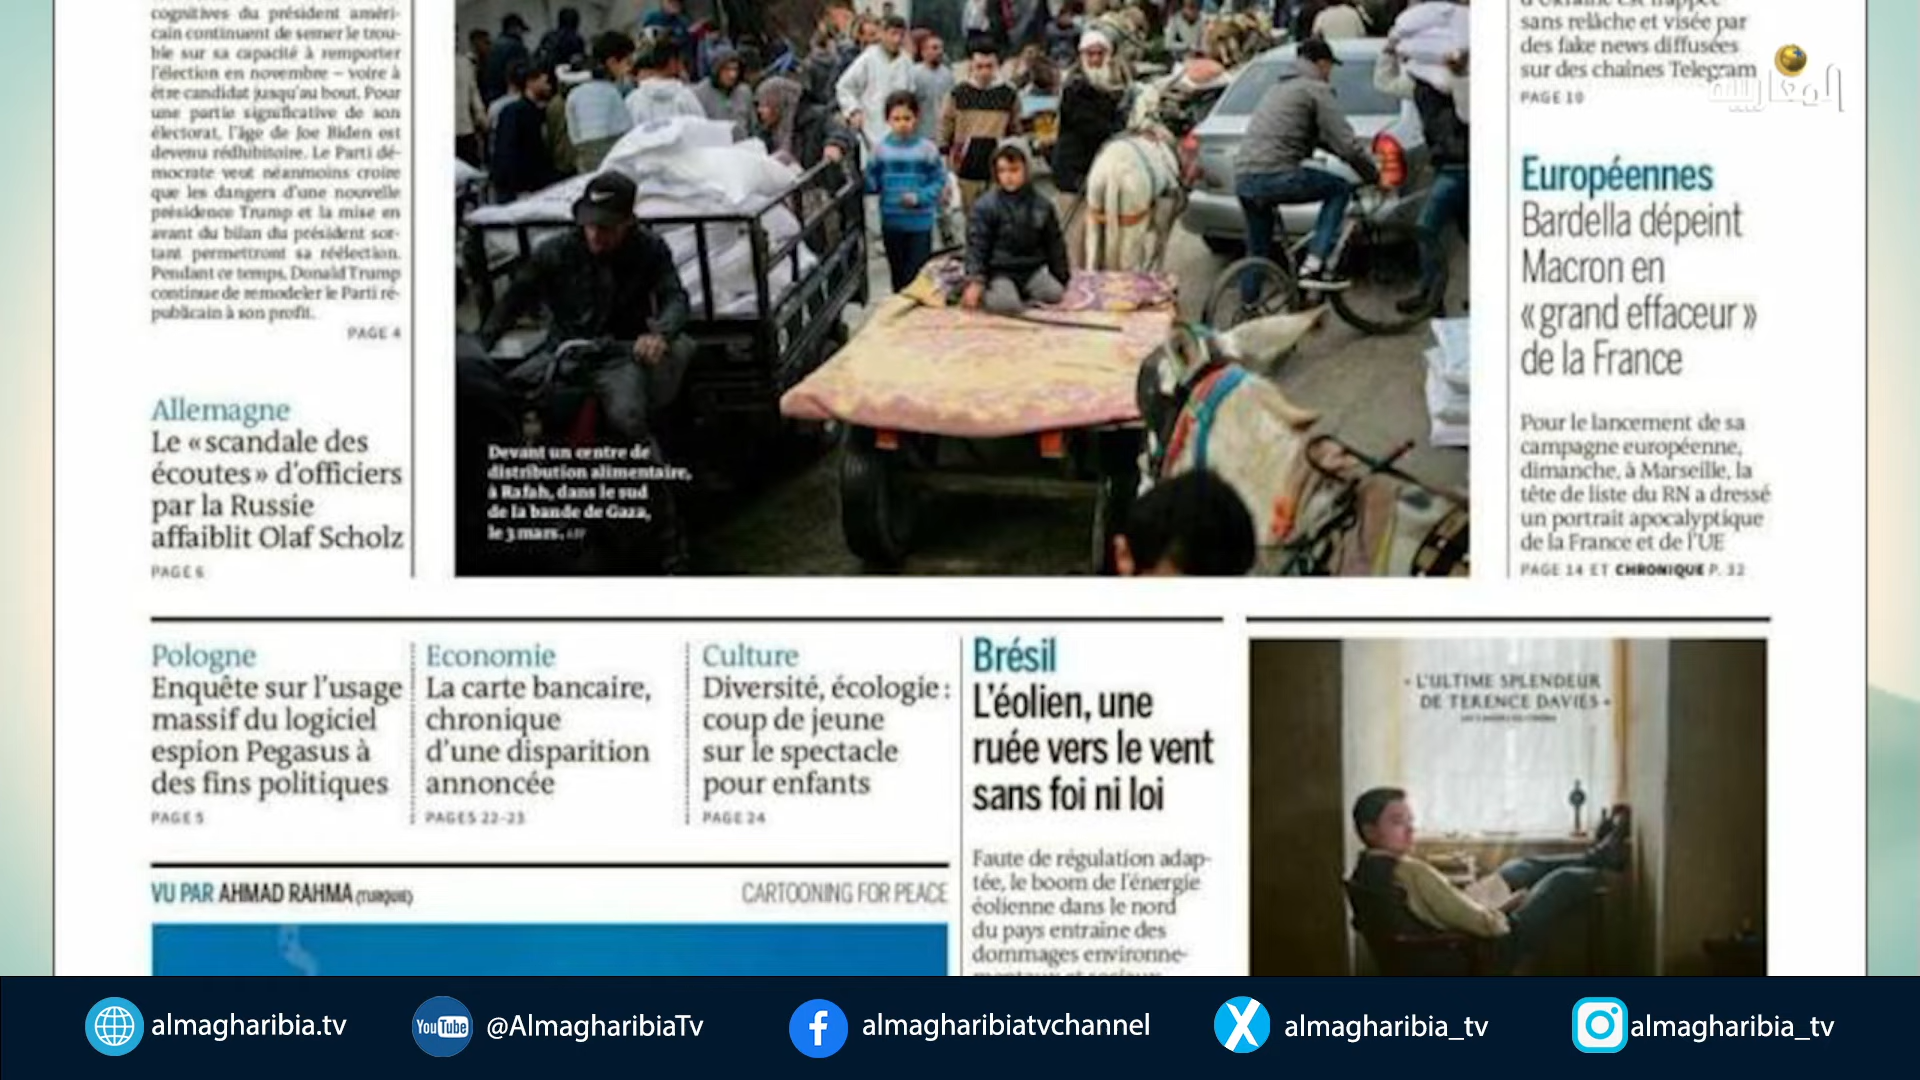 cognitives du président améri-
cain continuent de semer le trou-
ble sur sa capacité à remporter
l'élection en novembre – voire à
être candidat jusqu'au bout. Pour
une partie significative de son
électorat, l'âge de Joe Biden est
devenu rédhibitoire. Le Parti dé-
mocrate veut néanmoins croire
que les dangers d'une nouvelle
présidence Trump et la mise en
avant du bilan du président sor-
tant permettront sa réélection.
Pendant ce temps, Donald Trump
continue de remodeler le Parti ré-
publicain à son profit.
PAGE 4
Allemagne
Le « scandale des
écoutes » d'officiers
par la Russie
affaiblit Olaf Scholz
PAGE 6
Devant un centre de
distribution alimentaire,
à Rafah, dans le sud
de la bande de Gaza,
le 3 mars.
sans relâche et visée par
des fake news diffusées
sur des chaînes Telegram
PAGE 10
المغاربية
Européennes
Bardella dépeint
Macron en
« grand effaceur »
de la France
Pour le lancement de sa
campagne européenne,
dimanche, à Marseille, la
tête de liste du RN a dressé
un portrait apocalyptique
de la France et de l'UE
PAGE 14 ET CHRONIQUE P. 32
Pologne
Enquête sur l'usage
massif du logiciel
espion Pegasus à
des fins politiques
PAGE 5
Economie
La carte bancaire,
chronique
d'une disparition
annoncée
PAGES 22-23
Culture
Diversité, écologie :
coup de jeune
sur le spectacle
pour enfants
PAGE 24
Brésil
L'éolien, une
ruée vers le vent
sans foi ni loi
Faute de régulation adap-
tée, le boom de l'énergie
éolienne dans le nord
du pays entraîne des
dommages environne-
VU PAR AHMAD RAHMA (TURQUIE)
CARTOONING FOR PEACE
« L'ULTIME SPLENDEUR
DE TERENCE DAVIES »
almagharibia.tv
YouTube @AlmagharibiaTv
almagharibiatvchannel
almagharibia_tv
almagharibia_tv